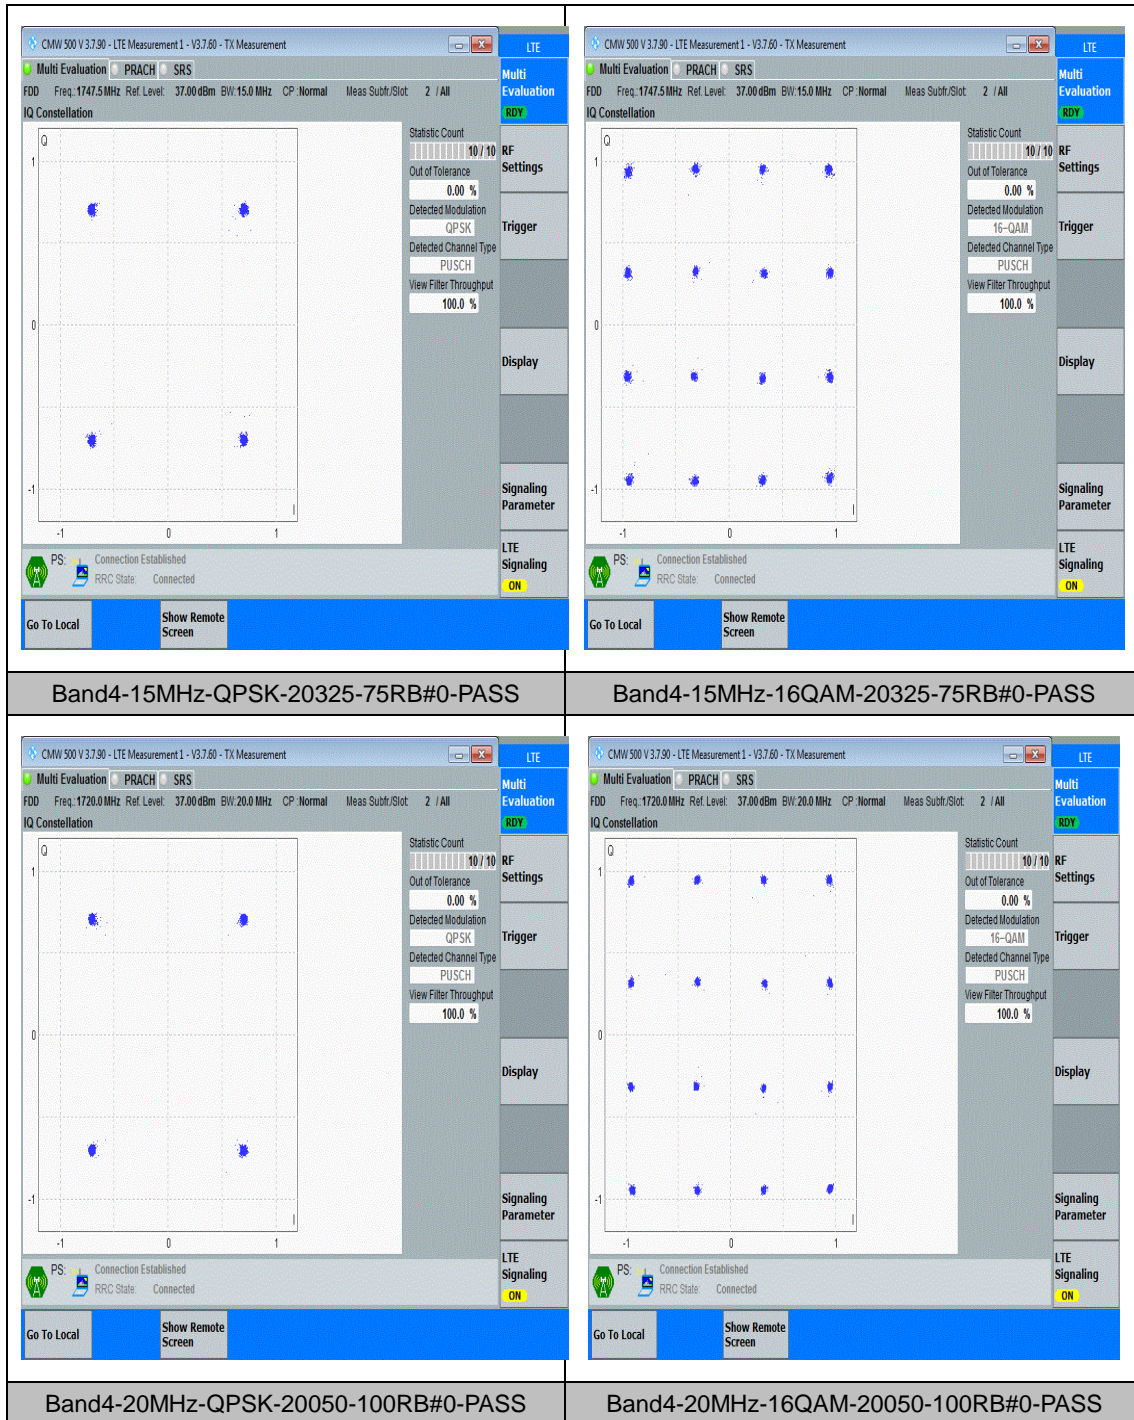 CMW 500 V 3.7.90 - LTE Measurement 1 - V3.7.60 - TX Measurement
LTE
Multi Evaluation PRACH SRS
Multi Evaluation
RDY
FDD Freq.: 1747.5 MHz Ref. Level: 37.00 dBm BW: 15.0 MHz CP :Normal Meas Subfr./Slot: 2 / All
IQ Constellation
Q
1
0
-1
-1 0 1
I
Statistic Count
10 / 10
Out of Tolerance
0.00 %
Detected Modulation
QPSK
Detected Channel Type
PUSCH
View Filter Throughput
100.0 %
RF
Settings
Trigger
Display
Signaling
Parameter
LTE
Signaling
ON
PS: Connection Established
RRC State: Connected
Go To Local
Show Remote
Screen
CMW 500 V 3.7.90 - LTE Measurement 1 - V3.7.60 - TX Measurement
LTE
Multi Evaluation PRACH SRS
Multi Evaluation
RDY
FDD Freq.: 1747.5 MHz Ref. Level: 37.00 dBm BW: 15.0 MHz CP :Normal Meas Subfr./Slot: 2 / All
IQ Constellation
Q
1
0
-1
-1 0 1
I
Statistic Count
10 / 10
Out of Tolerance
0.00 %
Detected Modulation
16-QAM
Detected Channel Type
PUSCH
View Filter Throughput
100.0 %
RF
Settings
Trigger
Display
Signaling
Parameter
LTE
Signaling
ON
PS: Connection Established
RRC State: Connected
Go To Local
Show Remote
Screen
Band4-15MHz-QPSK-20325-75RB#0-PASS
Band4-15MHz-16QAM-20325-75RB#0-PASS
CMW 500 V 3.7.90 - LTE Measurement 1 - V3.7.60 - TX Measurement
LTE
Multi Evaluation PRACH SRS
Multi Evaluation
RDY
FDD Freq.: 1720.0 MHz Ref. Level: 37.00 dBm BW: 20.0 MHz CP :Normal Meas Subfr./Slot: 2 / All
IQ Constellation
Q
1
0
-1
-1 0 1
I
Statistic Count
10 / 10
Out of Tolerance
0.00 %
Detected Modulation
QPSK
Detected Channel Type
PUSCH
View Filter Throughput
100.0 %
RF
Settings
Trigger
Display
Signaling
Parameter
LTE
Signaling
ON
PS: Connection Established
RRC State: Connected
Go To Local
Show Remote
Screen
CMW 500 V 3.7.90 - LTE Measurement 1 - V3.7.60 - TX Measurement
LTE
Multi Evaluation PRACH SRS
Multi Evaluation
RDY
FDD Freq.: 1720.0 MHz Ref. Level: 37.00 dBm BW: 20.0 MHz CP :Normal Meas Subfr./Slot: 2 / All
IQ Constellation
Q
1
0
-1
-1 0 1
I
Statistic Count
10 / 10
Out of Tolerance
0.00 %
Detected Modulation
16-QAM
Detected Channel Type
PUSCH
View Filter Throughput
100.0 %
RF
Settings
Trigger
Display
Signaling
Parameter
LTE
Signaling
ON
PS: Connection Established
RRC State: Connected
Go To Local
Show Remote
Screen
Band4-20MHz-QPSK-20050-100RB#0-PASS
Band4-20MHz-16QAM-20050-100RB#0-PASS